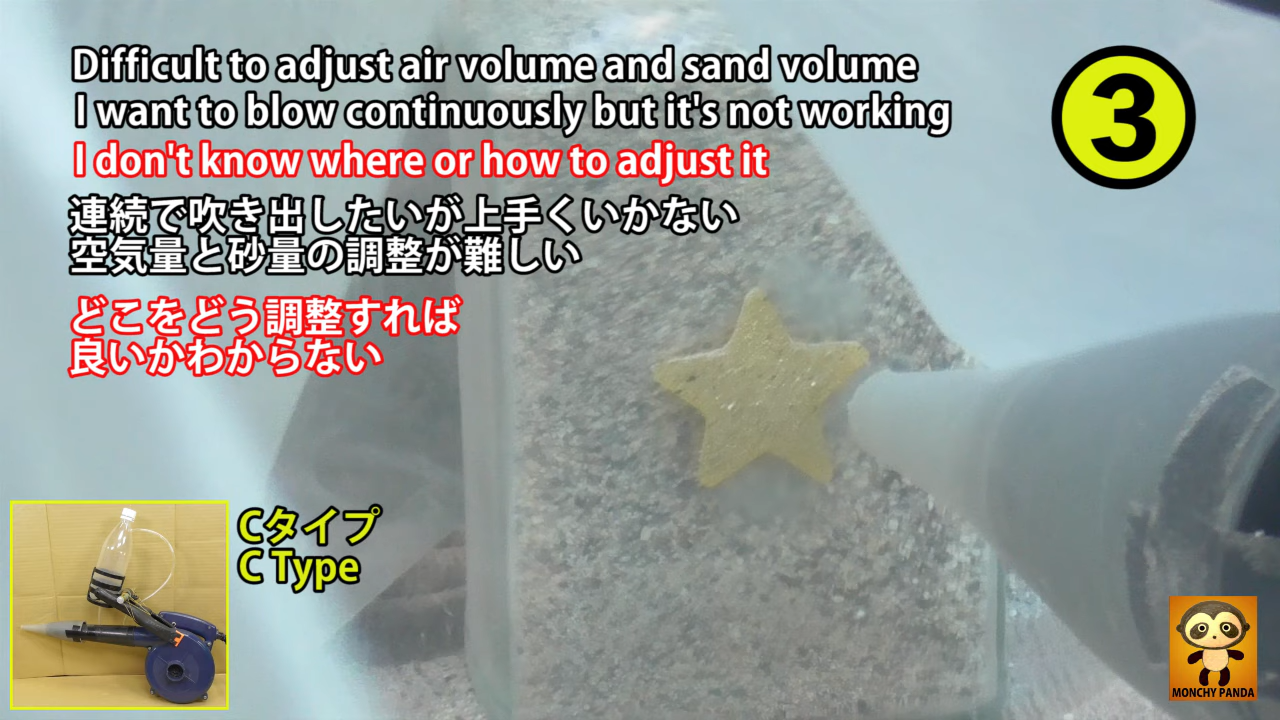 Difficult to adjust air volume and sand volume
I want to blow continuously but it's not working
I don't know where or how to adjust it
連続で吹き出したいが上手くいかない
空気量と砂量の調整が難しい
どこをどう調整すれば
良いかわからない
3
Cタイプ
C Type
MONCHY PANDA